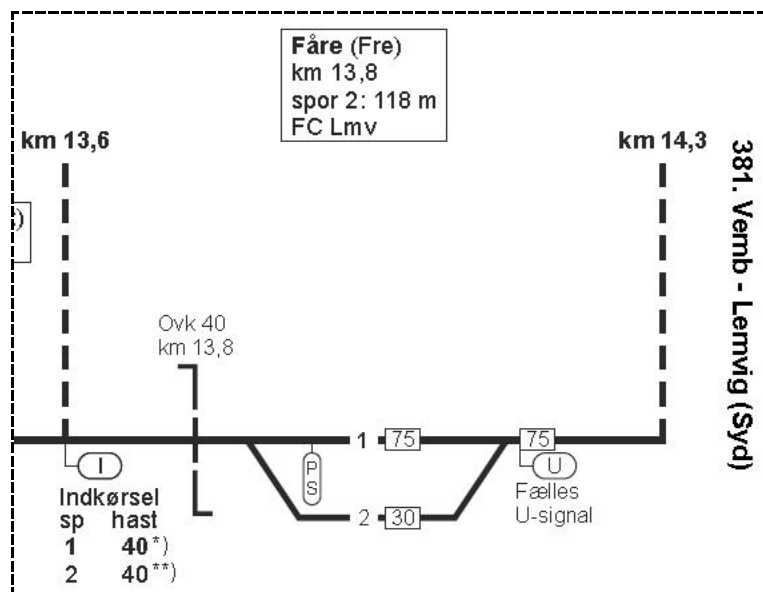 Fåre (Fre)
km 13,8
spor 2: 118 m
FC Lmv
km 13,6
km 14,3
381. Vemb - Lemvig (Syd)
)
Ovk 40
km 13,8
1 75
75
I
P
S
U
Indkørsel
sp hast
1 40*)
2 40**)
2 30
Fælles
U-signal